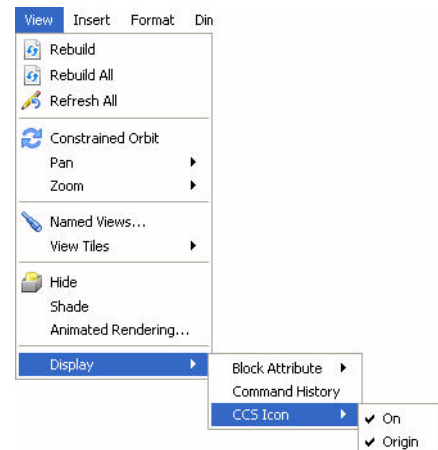 View Insert Format Din
Rebuild
Rebuild All
Refresh All
Constrained Orbit
Pan
Zoom
Named Views...
View Tiles
Hide
Shade
Animated Rendering...
Display
Block Attribute
Command History
CCS Icon
On
Origin